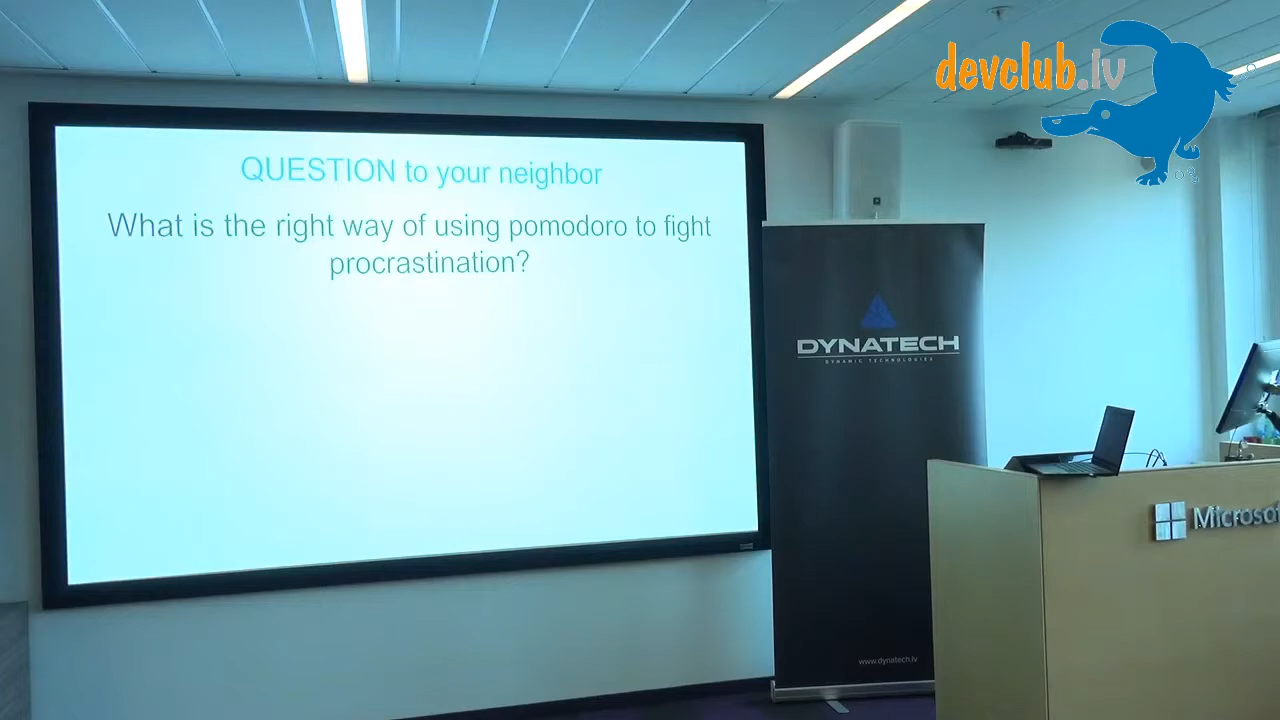 devclub.lv
QUESTION to your neighbor
What is the right way of using pomodoro to fight
procrastination?
DYNATECH
DYNAMIC TECHNOLOGIES
www.dynatech.lv
Microsof